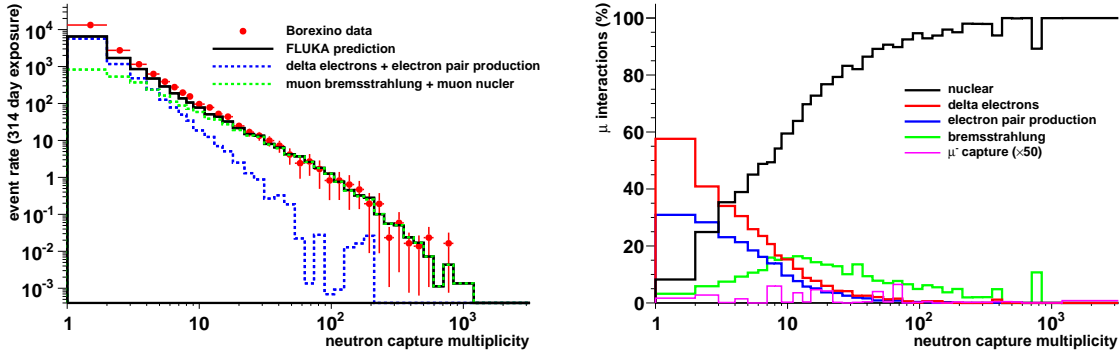 event rate (314 day exposure)
10^4
10^3
10^2
10
1
10^-1
10^-2
10^-3
Borexino data
FLUKA prediction
delta electrons + electron pair production
muon bremsstrahlung + muon nucler
1
10
10^2
10^3
neutron capture multiplicity
μ interactions (%)
100
80
60
40
20
0
nuclear
delta electrons
electron pair production
bremsstrahlung
μ^- capture (×50)
1
10
10^2
10^3
neutron capture multiplicity